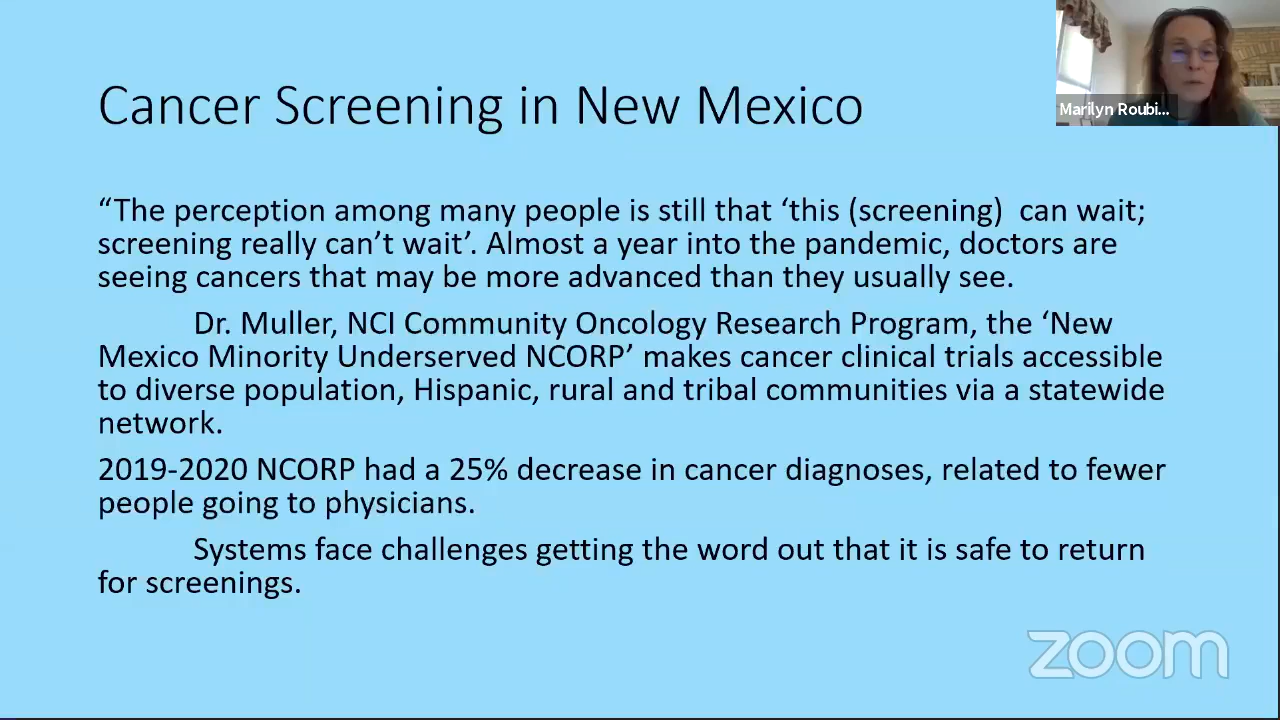 Cancer Screening in New Mexico
Marilyn Roubi...
“The perception among many people is still that ‘this (screening)  can wait;
screening really can’t wait’. Almost a year into the pandemic, doctors are
seeing cancers that may be more advanced than they usually see.
Dr. Muller, NCI Community Oncology Research Program, the ‘New
Mexico Minority Underserved NCORP’ makes cancer clinical trials accessible
to diverse population, Hispanic, rural and tribal communities via a statewide
network.
2019-2020 NCORP had a 25% decrease in cancer diagnoses, related to fewer
people going to physicians.
Systems face challenges getting the word out that it is safe to return
for screenings.
zoom